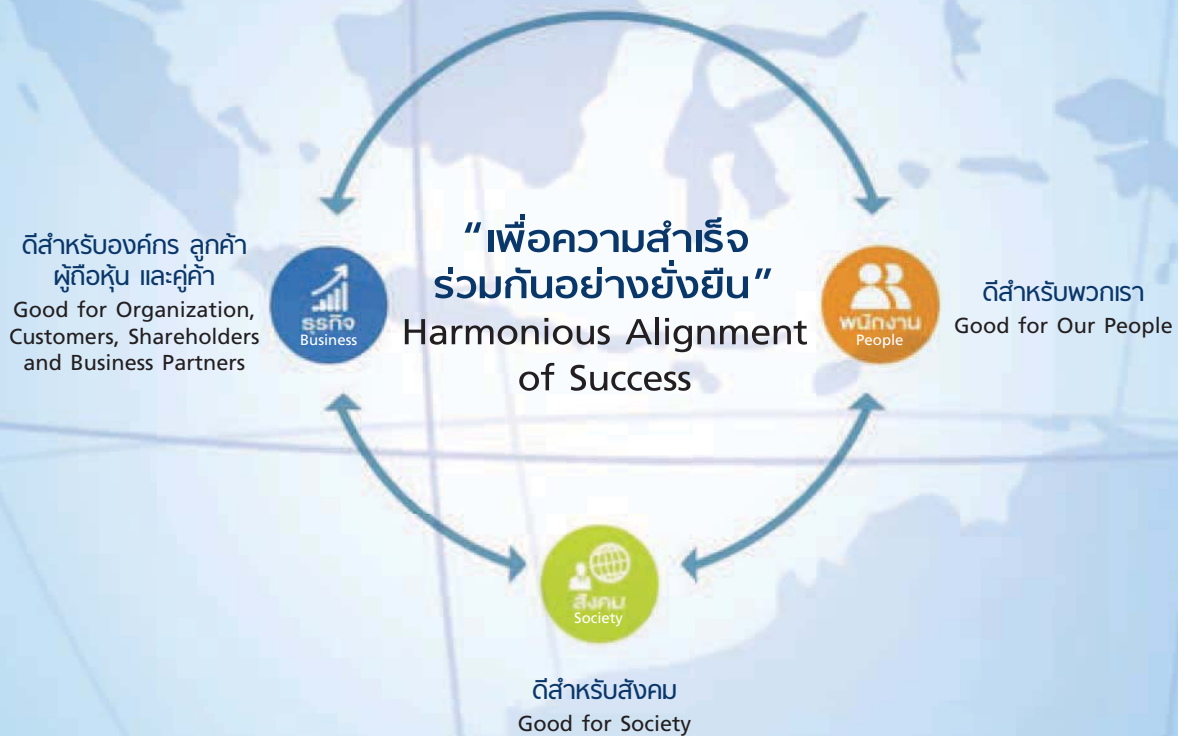 "เพื่อความสำเร็จ
ร่วมกันอย่างยั่งยืน"
Harmonious Alignment
of Success
ดีสำหรับองค์กร ลูกค้า
ผู้ถือหุ้น และคู่ค้า
Good for Organization,
Customers, Shareholders
and Business Partners
ธุรกิจ
Business
พนักงาน
People
ดีสำหรับพวกเรา
Good for Our People
สังคม
Society
ดีสำหรับสังคม
Good for Society